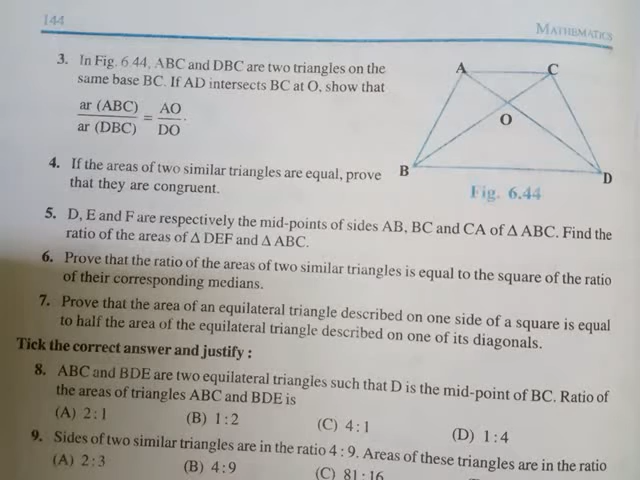 144
MATHEMATICS
3. In Fig. 6.44, ABC and DBC are two triangles on the
same base BC. If AD intersects BC at O, show that
ar (ABC) / ar (DBC) = AO / DO .
A
C
O
B
D
Fig. 6.44
4. If the areas of two similar triangles are equal, prove
that they are congruent.
5. D, E and F are respectively the mid-points of sides AB, BC and CA of Δ ABC. Find the
ratio of the areas of Δ DEF and Δ ABC.
6. Prove that the ratio of the areas of two similar triangles is equal to the square of the ratio
of their corresponding medians.
7. Prove that the area of an equilateral triangle described on one side of a square is equal
to half the area of the equilateral triangle described on one of its diagonals.
Tick the correct answer and justify :
8. ABC and BDE are two equilateral triangles such that D is the mid-point of BC. Ratio of
the areas of triangles ABC and BDE is
(A) 2 : 1 (B) 1 : 2 (C) 4 : 1 (D) 1 : 4
9. Sides of two similar triangles are in the ratio 4 : 9. Areas of these triangles are in the ratio
(A) 2 : 3 (B) 4 : 9 (C) 81 : 16